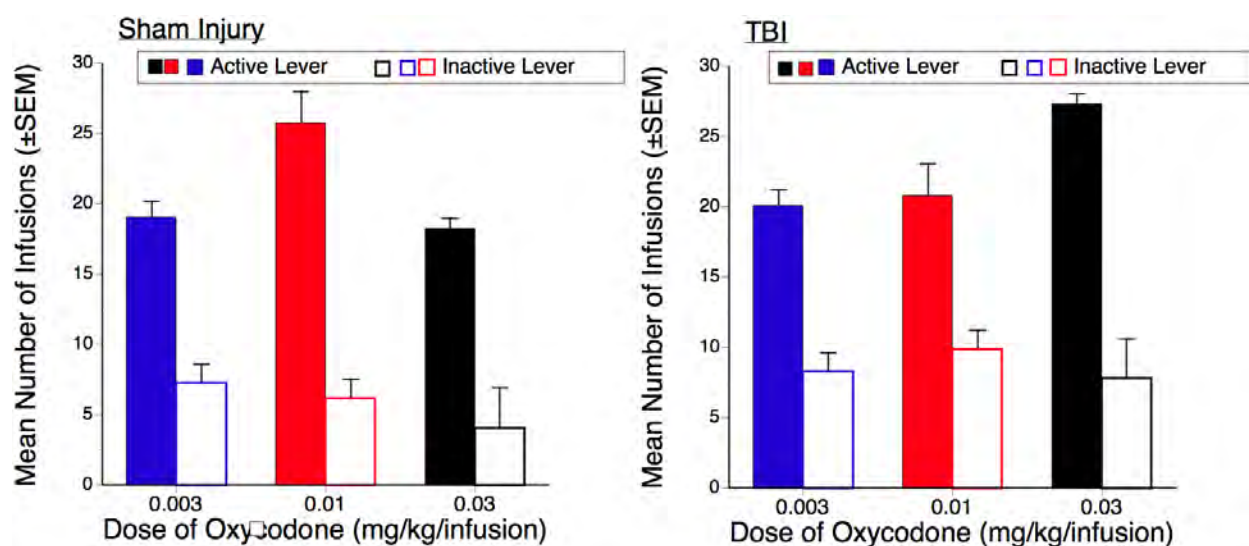 Sham Injury
Active Lever Inactive Lever
Mean Number of Infusions (±SEM)
30
25
20
15
10
5
0
0.003 0.01 0.03
Dose of Oxycodone (mg/kg/infusion)
TBI
Active Lever Inactive Lever
Mean Number of Infusions (±SEM)
30
25
20
15
10
5
0
0.003 0.01 0.03
Dose of Oxycodone (mg/kg/infusion)